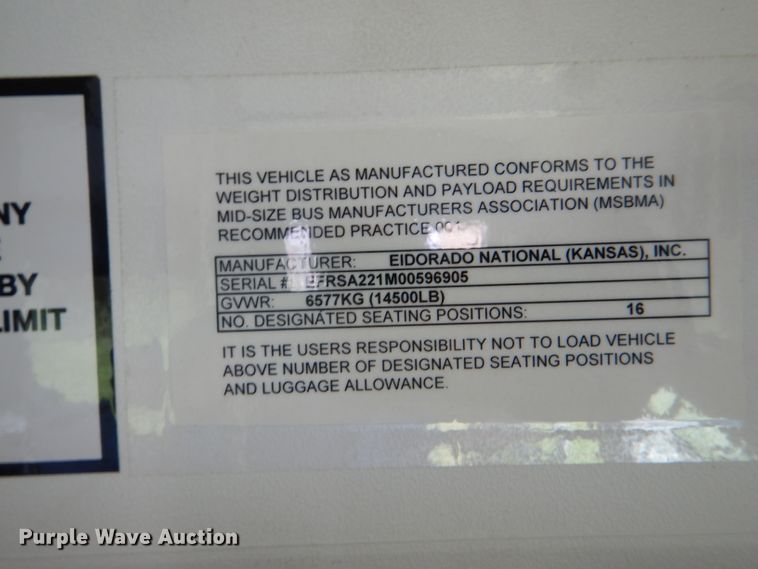 NY
BY
LIMIT
THIS VEHICLE AS MANUFACTURED CONFORMS TO THE
WEIGHT DISTRIBUTION AND PAYLOAD REQUIREMENTS IN
MID-SIZE BUS MANUFACTURERS ASSOCIATION (MSBMA)
RECOMMENDED PRACTICE 001
MANUFACTURER: ElDORADO NATIONAL (KANSAS), INC.
SERIAL #:
GVWR: 6577KG (14500LB)
NO. DESIGNATED SEATING POSITIONS: 16
IT IS THE USERS RESPONSIBILITY NOT TO LOAD VEHICLE
ABOVE NUMBER OF DESIGNATED SEATING POSITIONS
AND LUGGAGE ALLOWANCE.
Purple Wave Auction